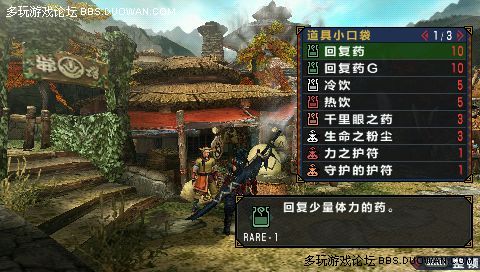 多玩游戏论坛 BBS.DUOWAN.COM
道具小口袋 1/3
回复药 10
回复药G 10
冷饮 5
热饮 5
千里眼之药 3
生命之粉尘 3
力之护符 1
守护的护符 1
回复少量体力的药。
RARE-1
多玩游戏论坛 BBS.DUOWAN.COM
整顿